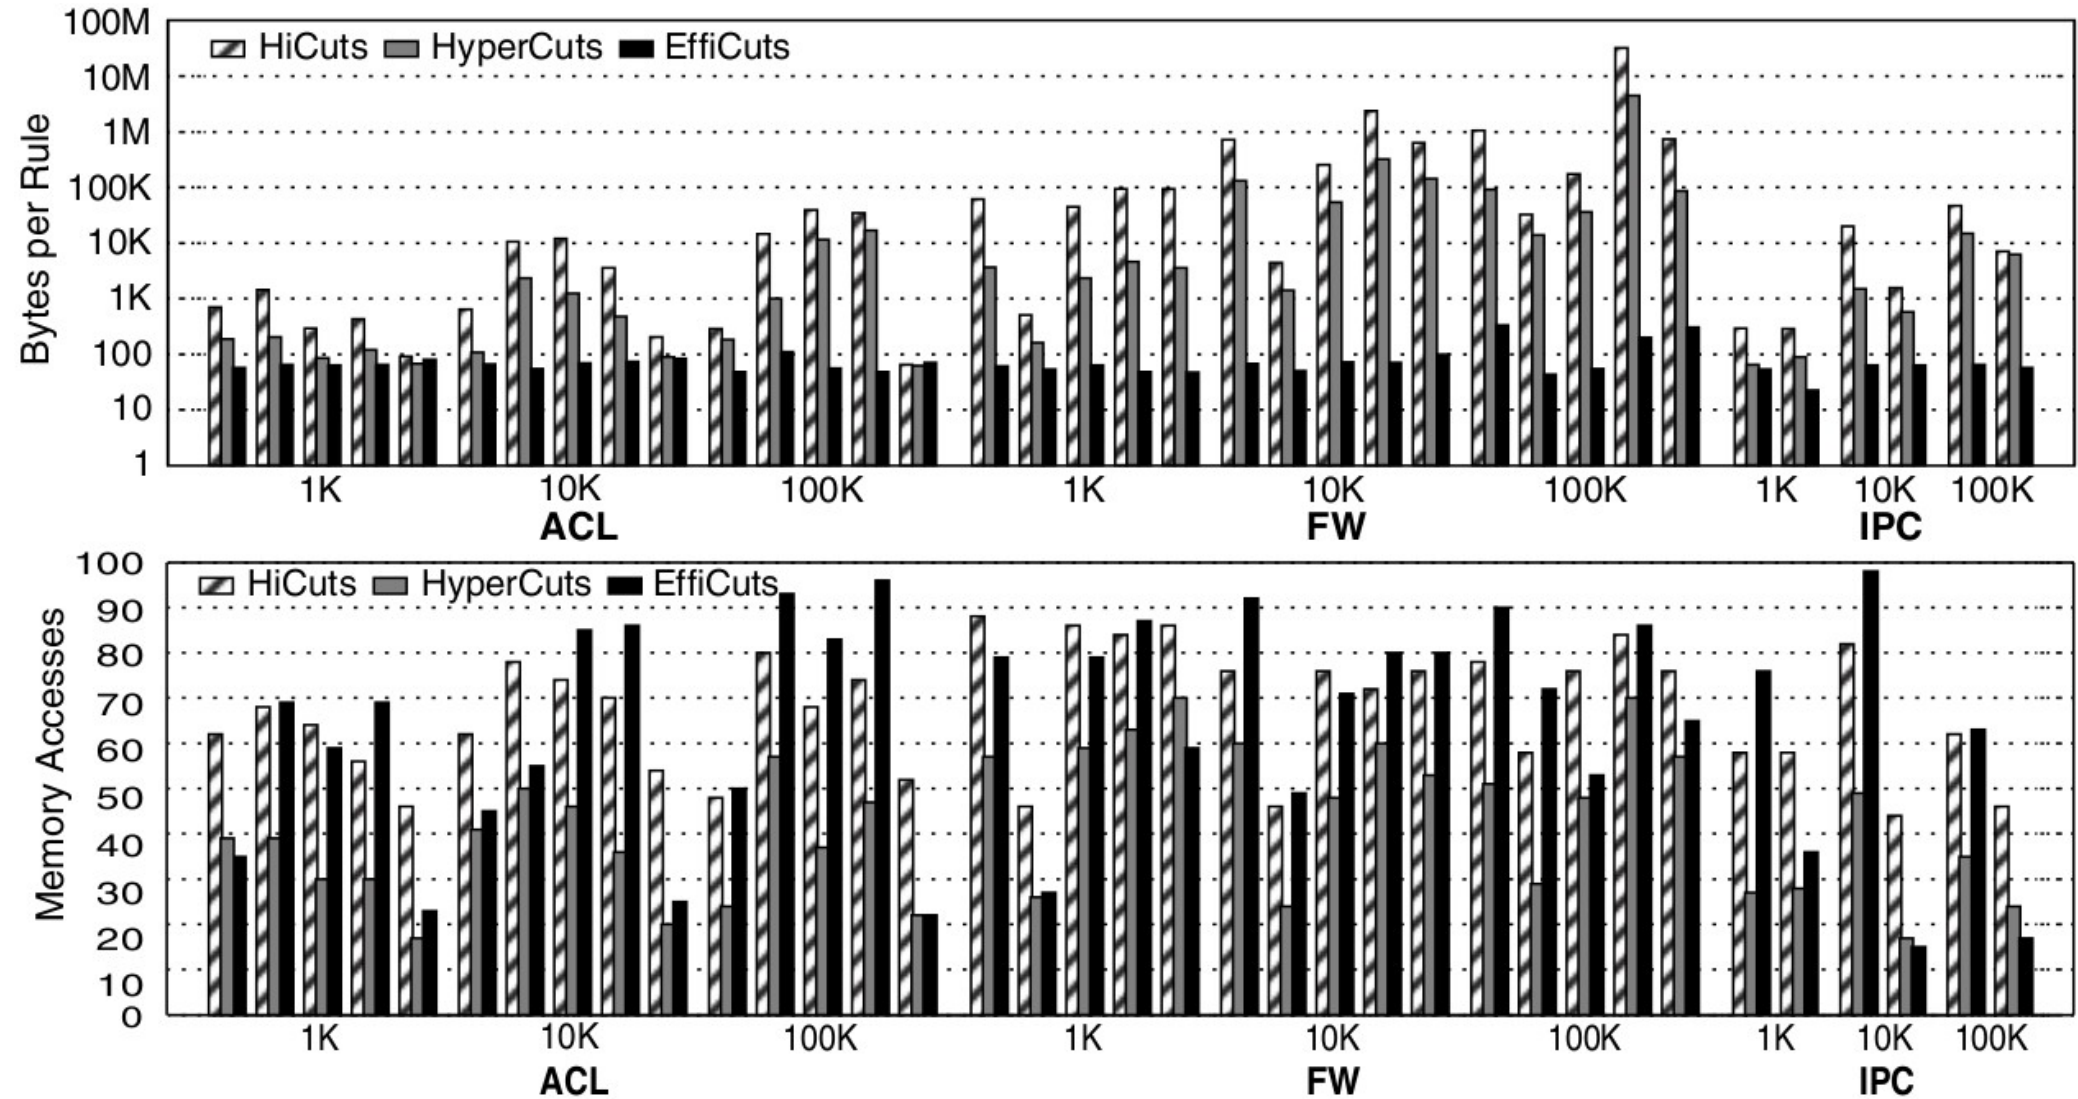 100M
HiCuts HyperCuts EffiCuts
10M
1M
100K
10K
1K
100
10
1
Bytes per Rule
1K 10K 100K 1K 10K 100K 1K 10K 100K
ACL FW IPC
100
HiCuts HyperCuts EffiCuts
90
80
70
60
50
40
30
20
10
0
Memory Accesses
1K 10K 100K 1K 10K 100K 1K 10K 100K
ACL FW IPC